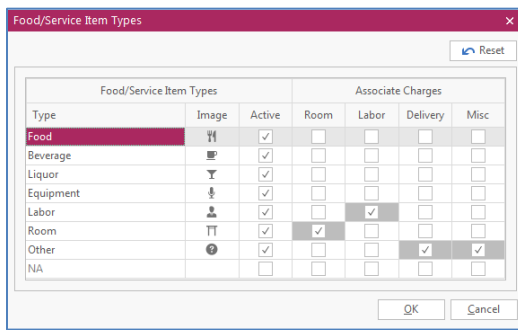 Food/Service Item Types
Reset
Food/Service Item Types Associate Charges
Type Image Active Room Labor Delivery Misc
Food
Beverage
Liquor
Equipment
Labor
Room
Other
NA
OK Cancel